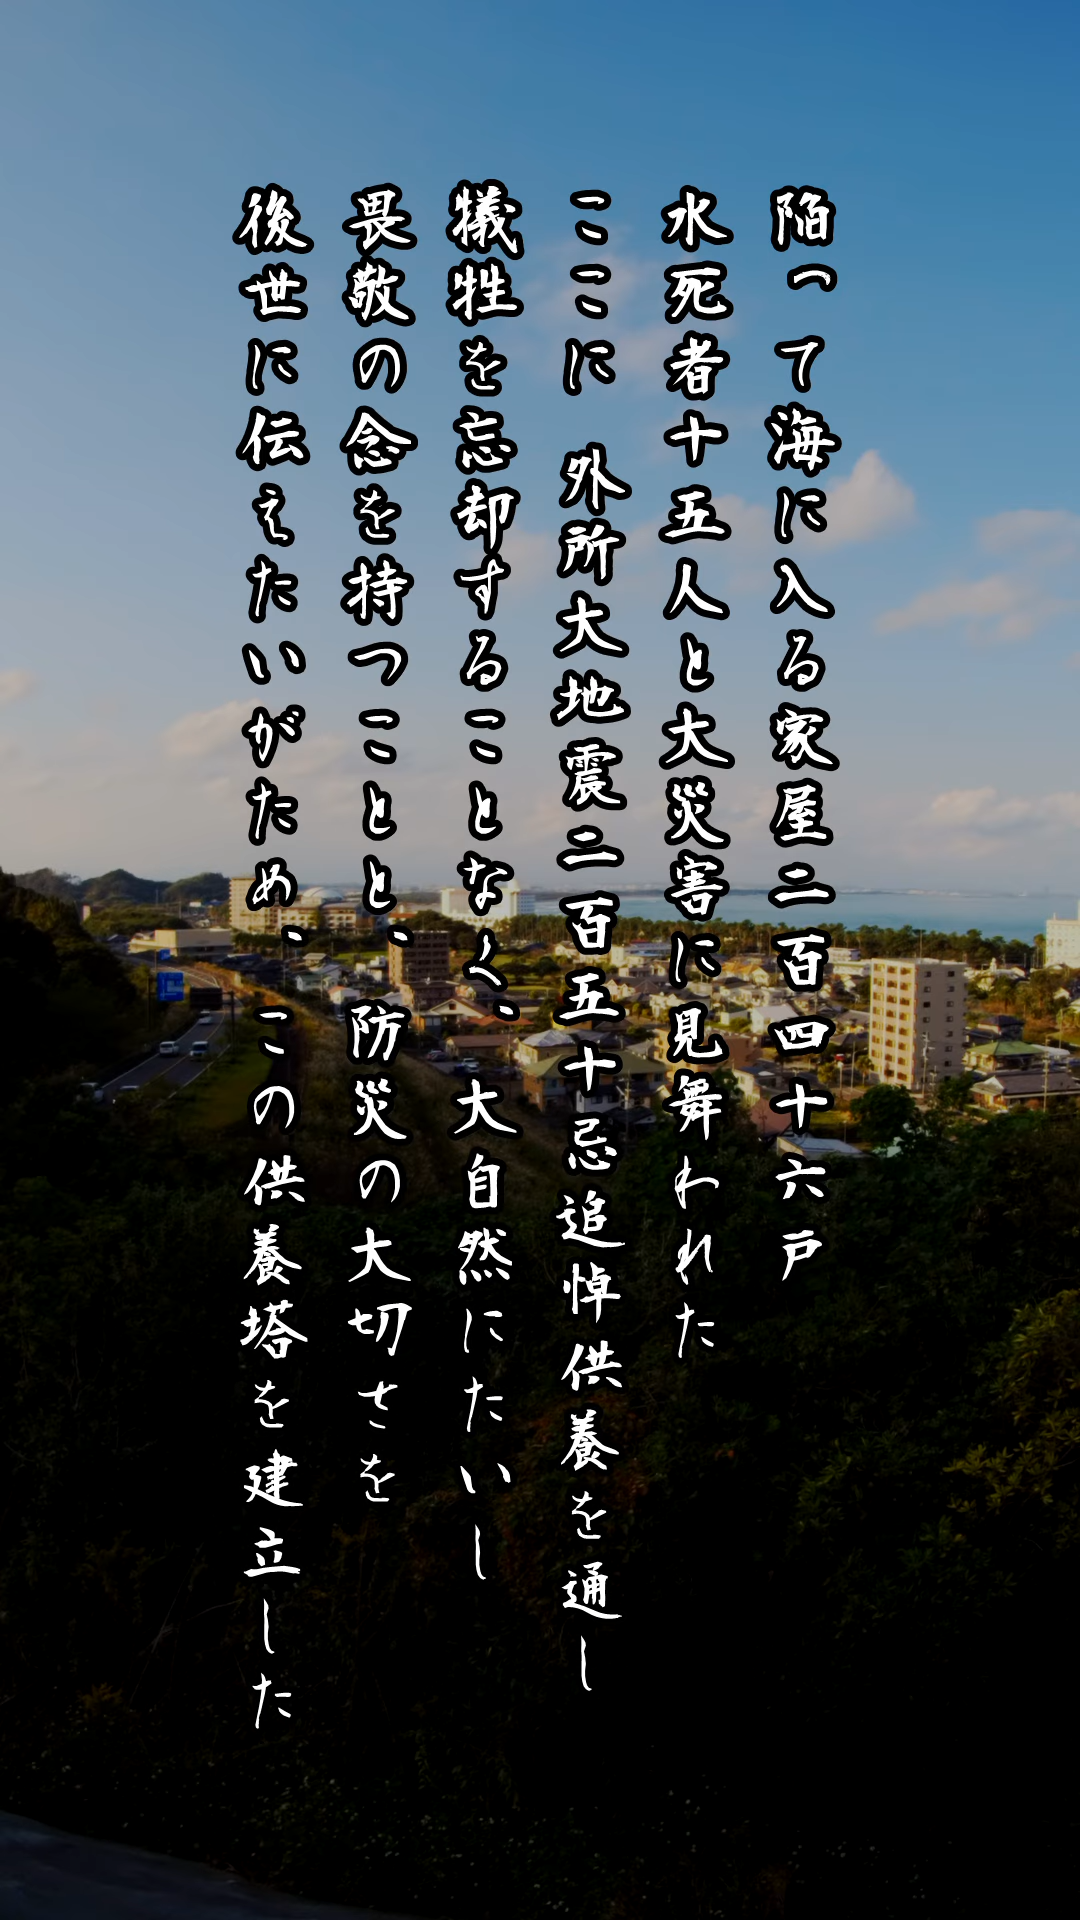 陥って海に入る家屋二百四十六戸
水死者十五人と大災害に見舞われた
ここに　外所大地震二百五十忌追悼供養を通し
犠牲を忘却することなく、大自然にたいし
畏敬の念を持つことと、防災の大切さを
後世に伝えたいがため、この供養塔を建立した